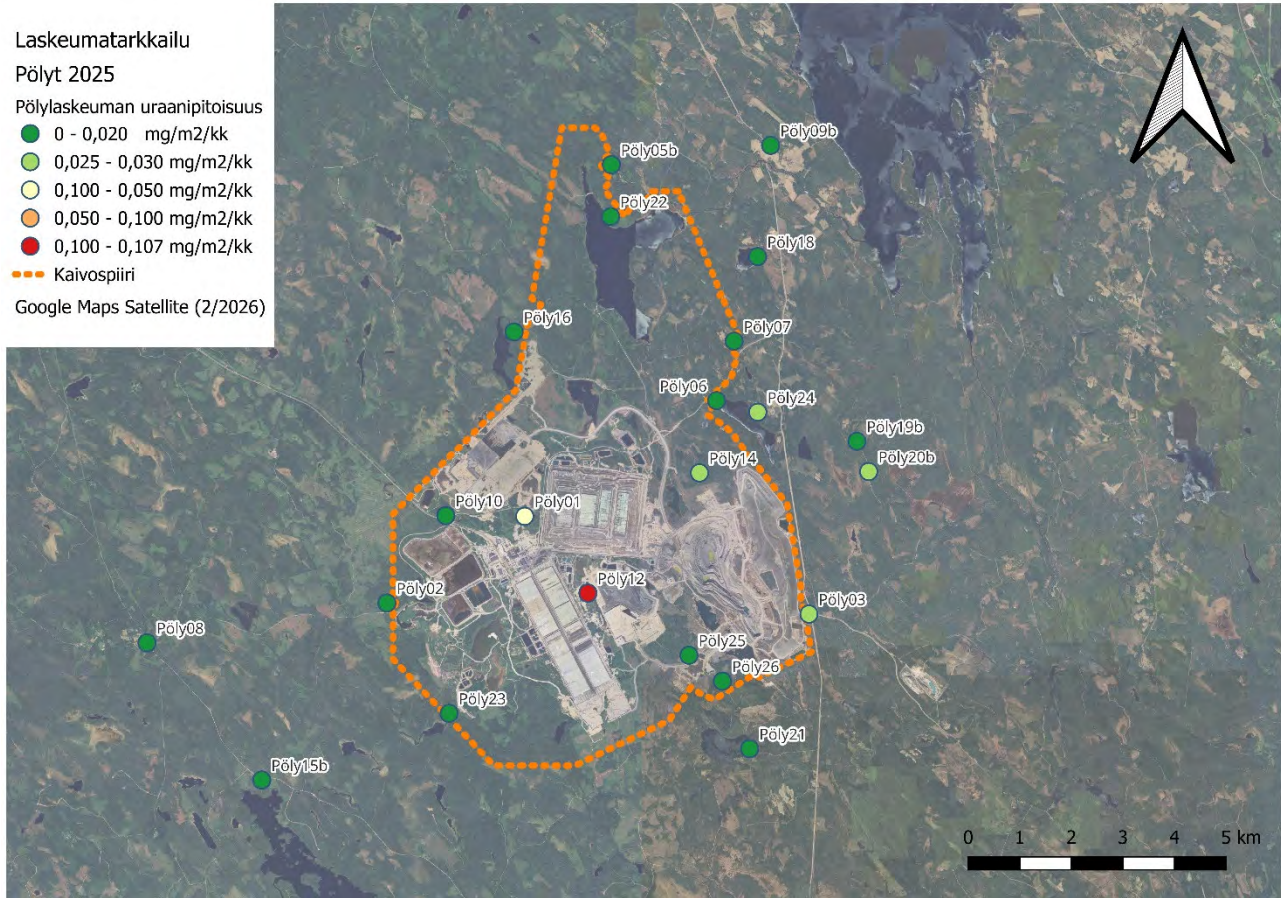 Laskeumatarkkailu
Pölyt 2025
Pölylaskeuman uraanipitoisuus
0 - 0,020 mg/m2/kk
0,025 - 0,030 mg/m2/kk
0,100 - 0,050 mg/m2/kk
0,050 - 0,100 mg/m2/kk
0,100 - 0,107 mg/m2/kk
Kaivospiiri
Google Maps Satellite (2/2026)
Pöly09b
Pöly05b
Pöly22
Pöly18
Pöly16
Pöly07
Pöly06
Pöly24
Pöly19b
Pöly20b
Pöly14
Pöly10
Pöly01
Pöly12
Pöly02
Pöly03
Pöly08
Pöly25
Pöly26
Pöly23
Pöly21
Pöly15b
0 1 2 3 4 5 km